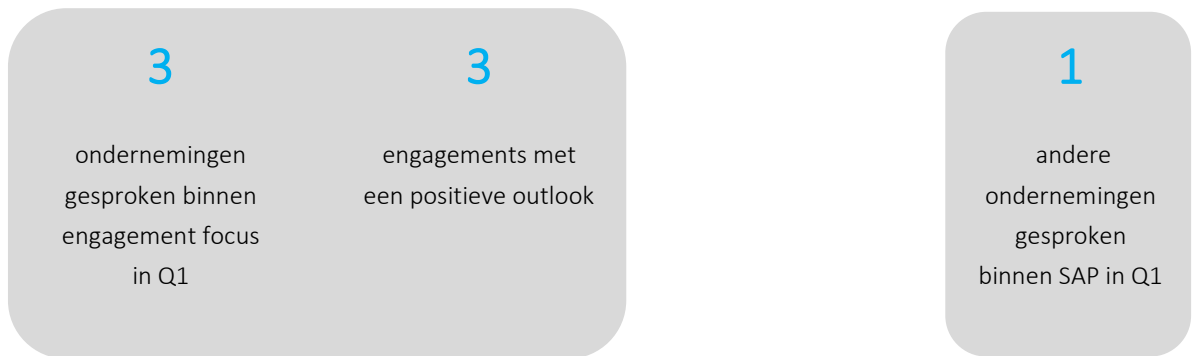 3
ondernemingen
gesproken binnen
engagement focus
in Q1
3
engagements met
een positieve outlook
1
andere
ondernemingen
gesproken
binnen SAP in Q1